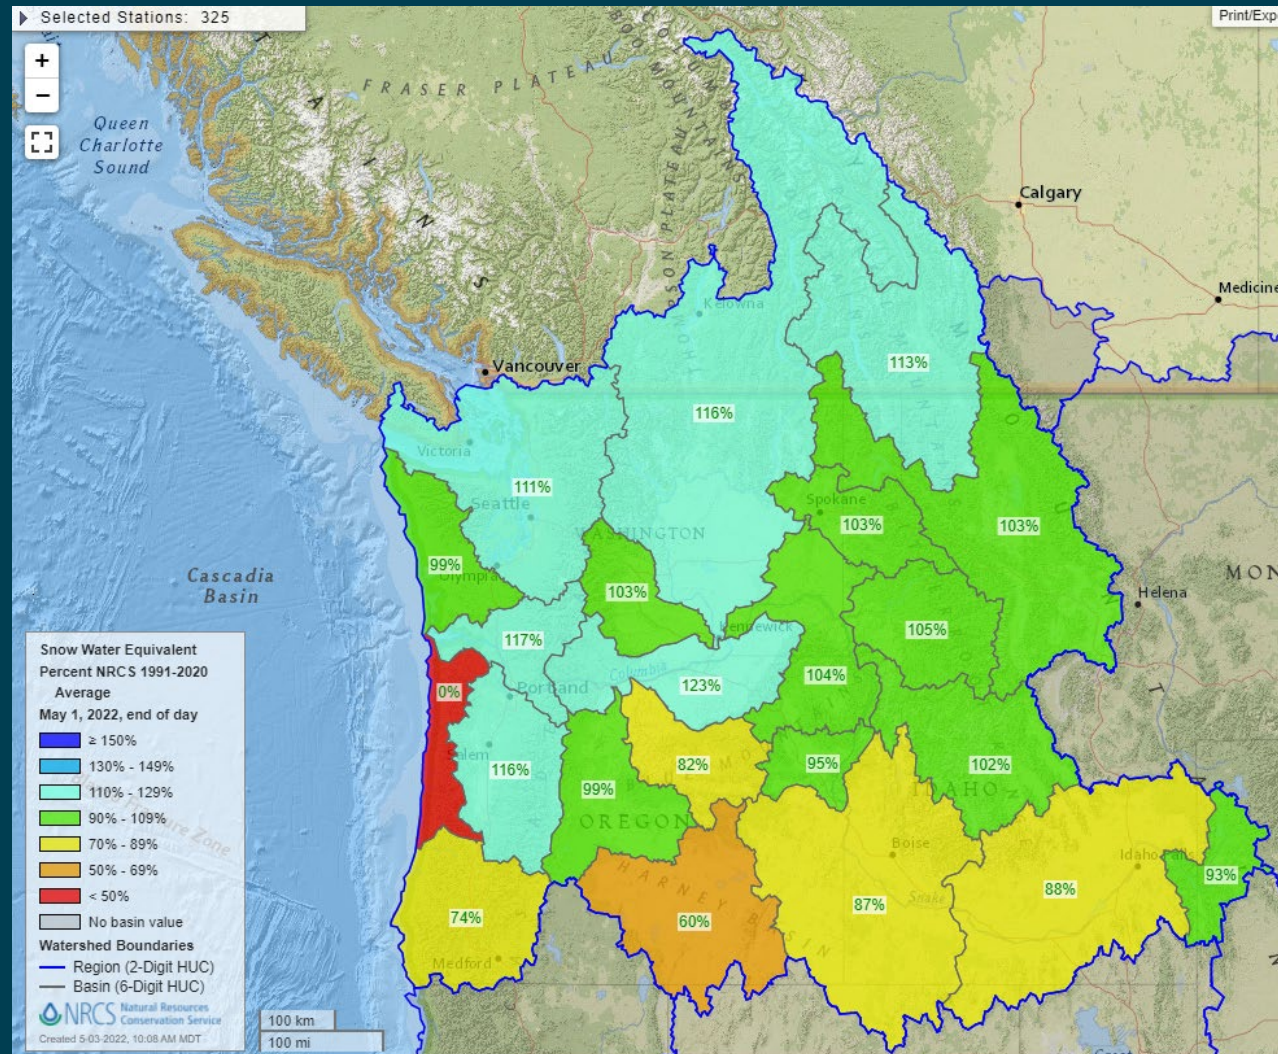 Selected Stations: 325
Print/Exp
+
−
FRASER PLATEAU
Queen
Charlotte
Sound
Calgary
Medicine
Kelowna
Vancouver
113%
116%
Victoria
111%
Seattle
Spokane
WASHINGTON
103%
103%
99%
Olympia
Cascadia
Basin
103%
Helena
MON
Kennewick
105%
117%
Columbia
104%
0%
Portland
123%
Salem
116%
82%
95%
102%
IDAHO
99%
OREGON
Boise
Idaho Falls
93%
HARNEY BASIN
88%
Snake
87%
74%
60%
Medford
Snow Water Equivalent
Percent NRCS 1991-2020
Average
May 1, 2022, end of day
≥ 150%
130% - 149%
110% - 129%
90% - 109%
70% - 89%
50% - 69%
< 50%
No basin value
Watershed Boundaries
Region (2-Digit HUC)
Basin (6-Digit HUC)
NRCS Natural Resources
Conservation Service
Created 5-03-2022, 10:08 AM MDT
100 km
100 mi